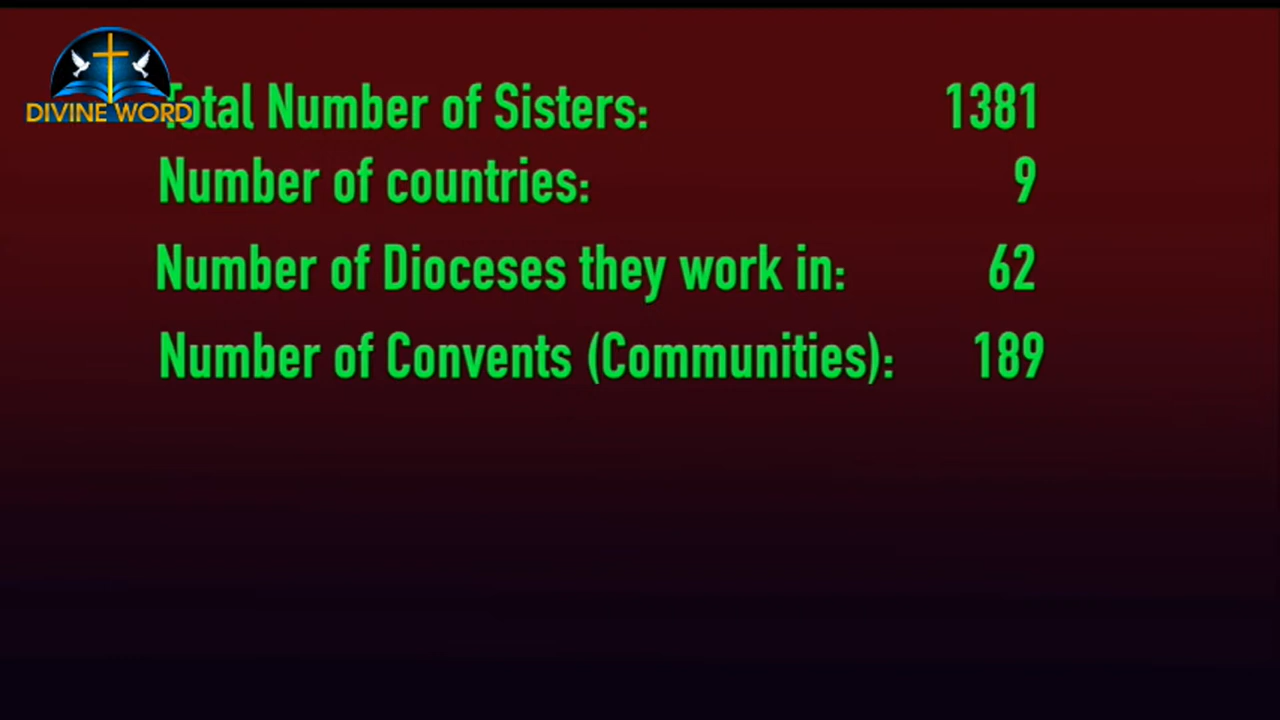 DIVINE WORD
Total Number of Sisters: 1381
Number of countries: 9
Number of Dioceses they work in: 62
Number of Convents (Communities): 189